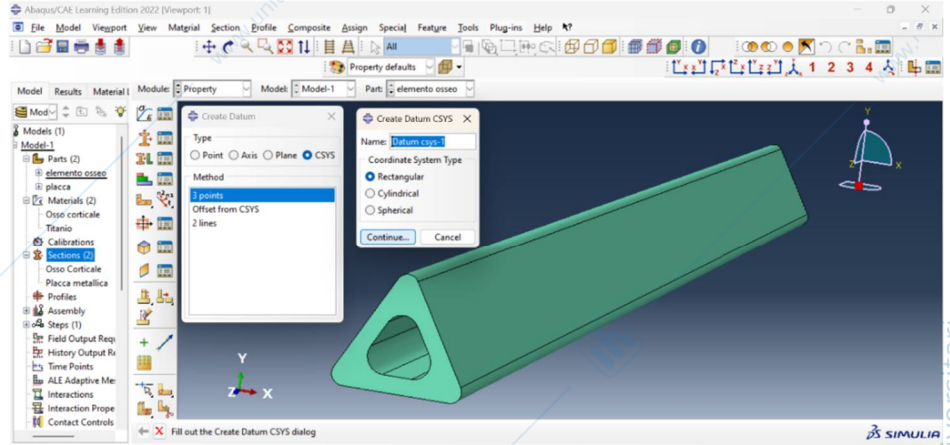 Abaqus/CAE Learning Edition 2022 [Viewport: 1]
File Model Viewport View Material Section Profile Composite Assign Special Feature Tools Plug-ins Help
All
Property defaults
1 2 3 4
Model Results Material Module: Property Model: Model-1 Part: elemento osseo
Mod
Models (1)
Model-1
Parts (2)
elemento osseo
placca
Materials (2)
Osso corticale
Titanio
Calibrations
Sections (2)
Osso Corticale
Placca metallica
Profiles
Assembly
Steps (1)
Field Output Requ
History Output Re
Time Points
ALE Adaptive Me
Interactions
Interaction Prope
Contact Controls
Create Datum
Type
Point Axis Plane CSYS
Method
3 points
Offset from CSYS
2 lines
Create Datum CSYS
Name: Datum csys-1
Coordinate System Type
Rectangular
Cylindrical
Spherical
Continue... Cancel
Y
Z X
Y
Z X
Fill out the Create Datum CSYS dialog
SIMULIA